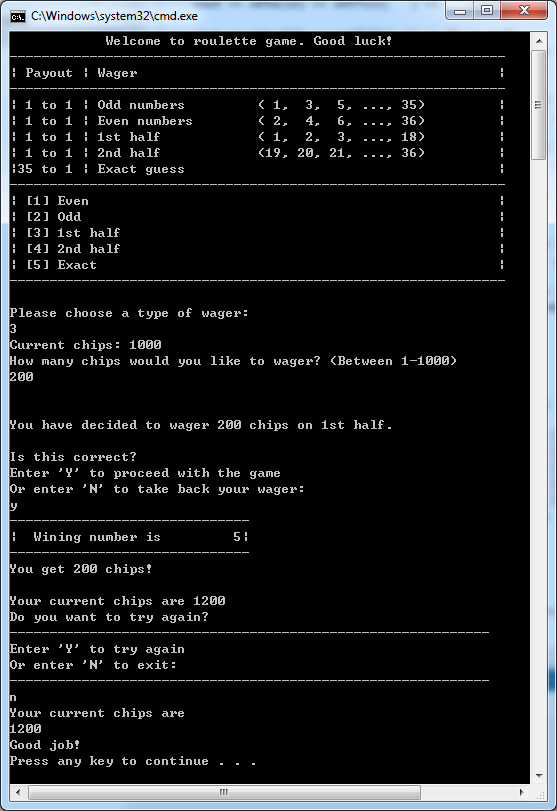 C:\Windows\system32\cmd.exe
Welcome to roulette game. Good luck!
¦ Payout ¦ Wager ¦
¦ 1 to 1 ¦ Odd numbers ( 1, 3, 5, ..., 35) ¦
¦ 1 to 1 ¦ Even numbers ( 2, 4, 6, ..., 36) ¦
¦ 1 to 1 ¦ 1st half ( 1, 2, 3, ..., 18) ¦
¦ 1 to 1 ¦ 2nd half (19, 20, 21, ..., 36) ¦
¦35 to 1 ¦ Exact guess ¦
¦ [1] Even ¦
¦ [2] Odd ¦
¦ [3] 1st half ¦
¦ [4] 2nd half ¦
¦ [5] Exact ¦
Please choose a type of wager:
3
Current chips: 1000
How many chips would you like to wager? (Between 1-1000)
200
You have decided to wager 200 chips on 1st half.
Is this correct?
Enter 'Y' to proceed with the game
Or enter 'N' to take back your wager:
y
¦ Wining number is 5¦
You get 200 chips!
Your current chips are 1200
Do you want to try again?
Enter 'Y' to try again
Or enter 'N' to exit:
n
Your current chips are
1200
Good job!
Press any key to continue . . .